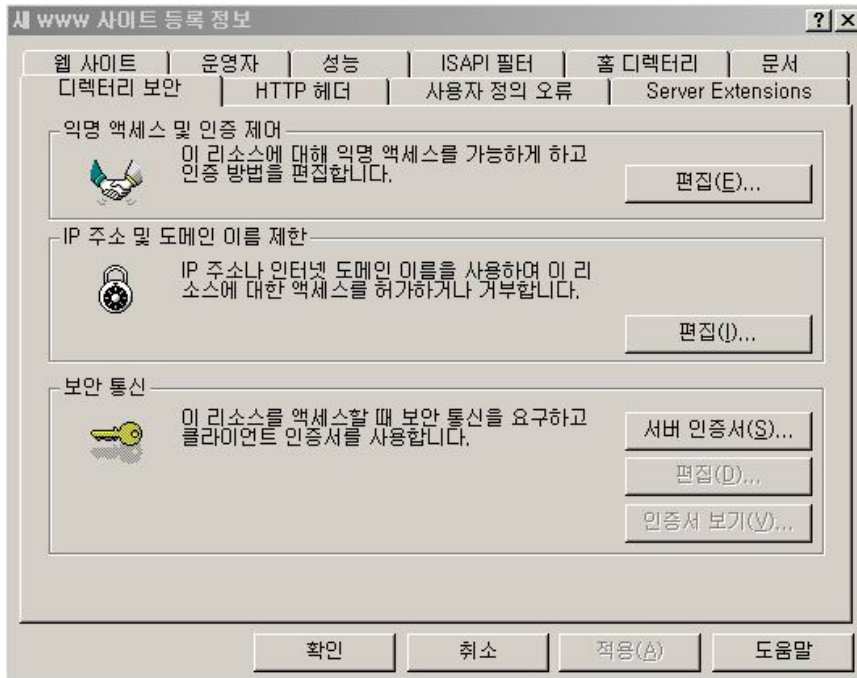 새 www 사이트 등록 정보
웹 사이트 운영자 성능 ISAPI 필터 홈 디렉터리 문서
디렉터리 보안 HTTP 헤더 사용자 정의 오류 Server Extensions
익명 액세스 및 인증 제어
이 리소스에 대해 익명 액세스를 가능하게 하고
인증 방법을 편집합니다.
편집(E)...
IP 주소 및 도메인 이름 제한
IP 주소나 인터넷 도메인 이름을 사용하여 이 리
소스에 대한 액세스를 허가하거나 거부합니다.
편집(I)...
보안 통신
이 리소스를 액세스할 때 보안 통신을 요구하고
클라이언트 인증서를 사용합니다.
서버 인증서(S)...
편집(D)...
인증서 보기(V)...
확인 취소 적용(A) 도움말